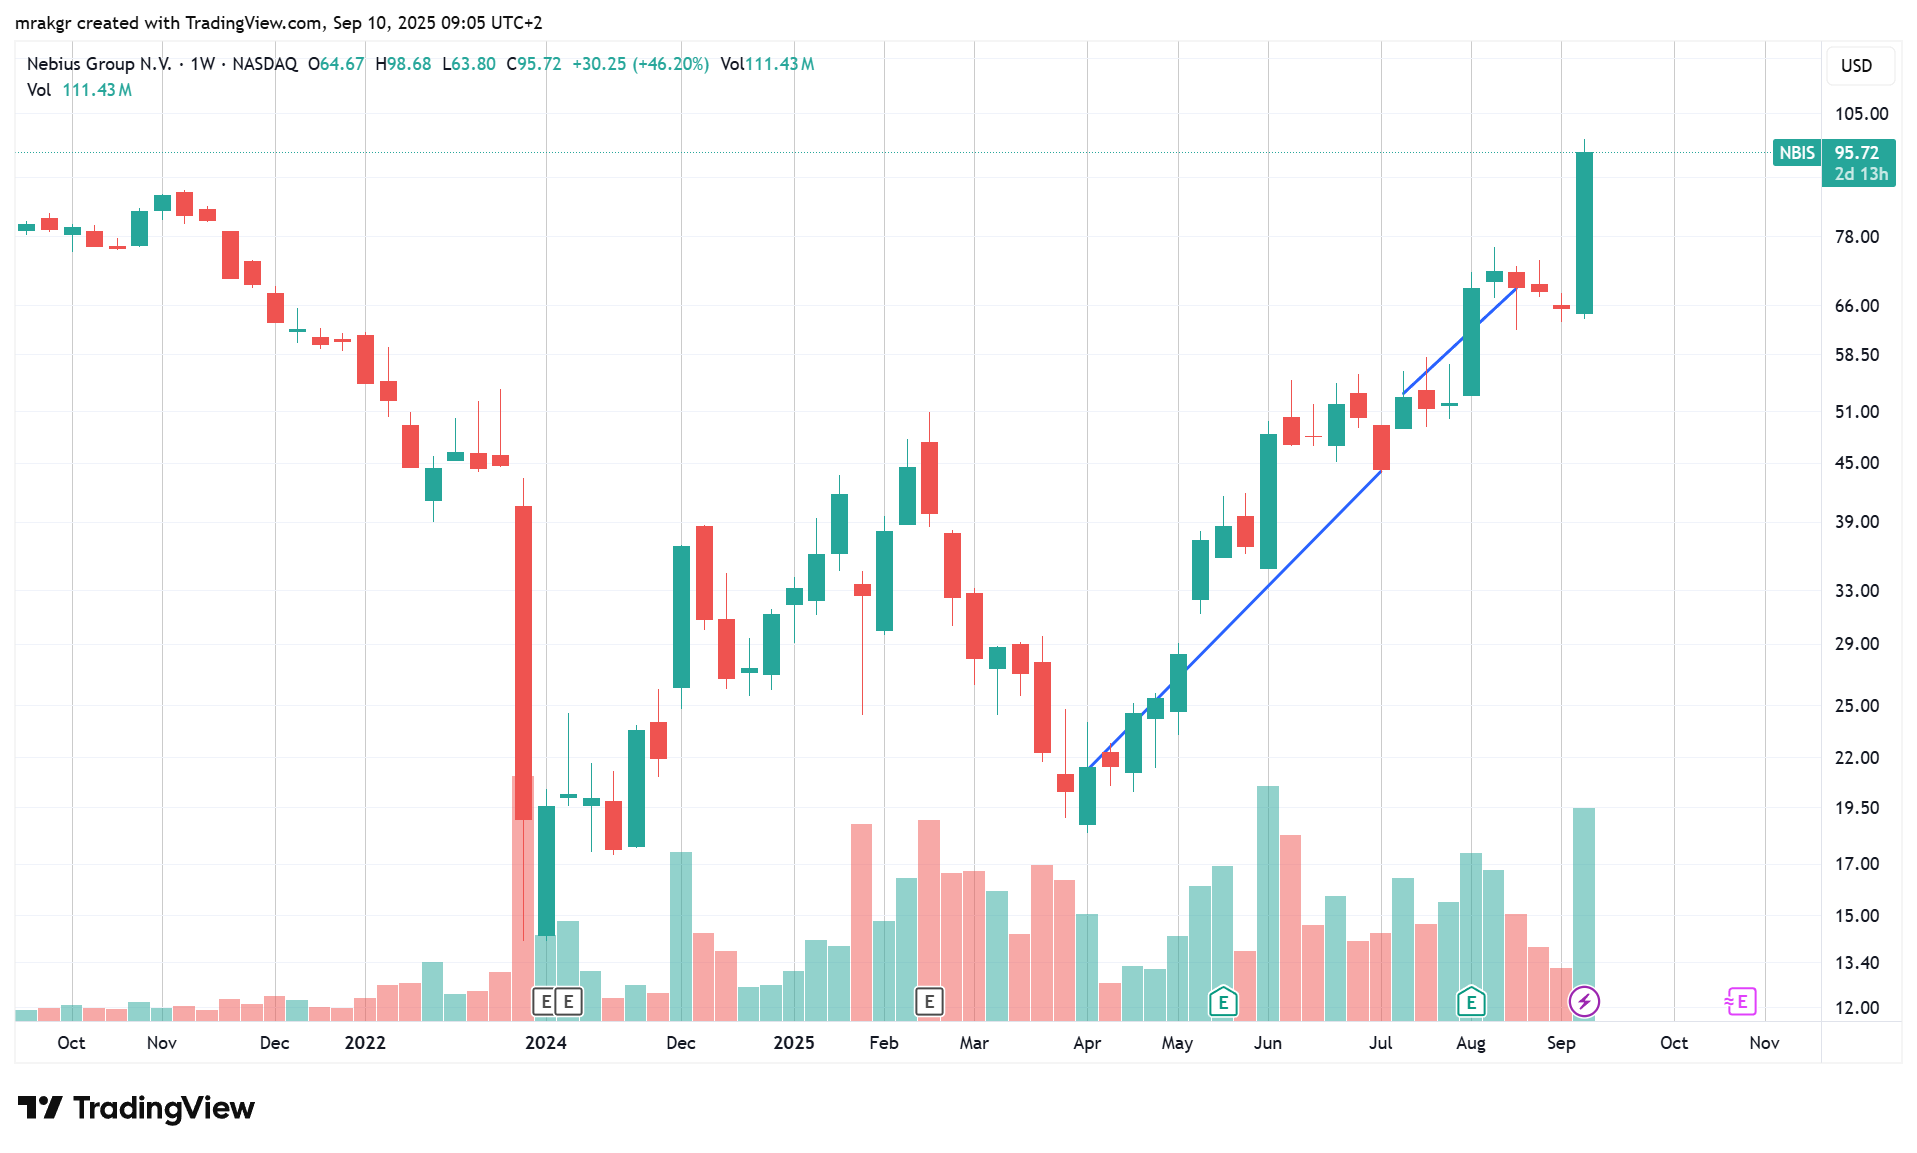 mrakgr created with TradingView.com, Sep 10, 2025 09:05 UTC+2
Nebius Group N.V. · 1W · NASDAQ O64.67 H98.68 L63.80 C95.72 +30.25 (+46.20%) Vol111.43 M
Vol 111.43 M
USD
105.00
NBIS 95.72
2d 13h
78.00
66.00
58.50
51.00
45.00
39.00
33.00
29.00
25.00
22.00
19.50
17.00
15.00
13.40
12.00
E E E E E ≈E
Oct Nov Dec 2022 2024 Dec 2025 Feb Mar Apr May Jun Jul Aug Sep Oct Nov
TradingView